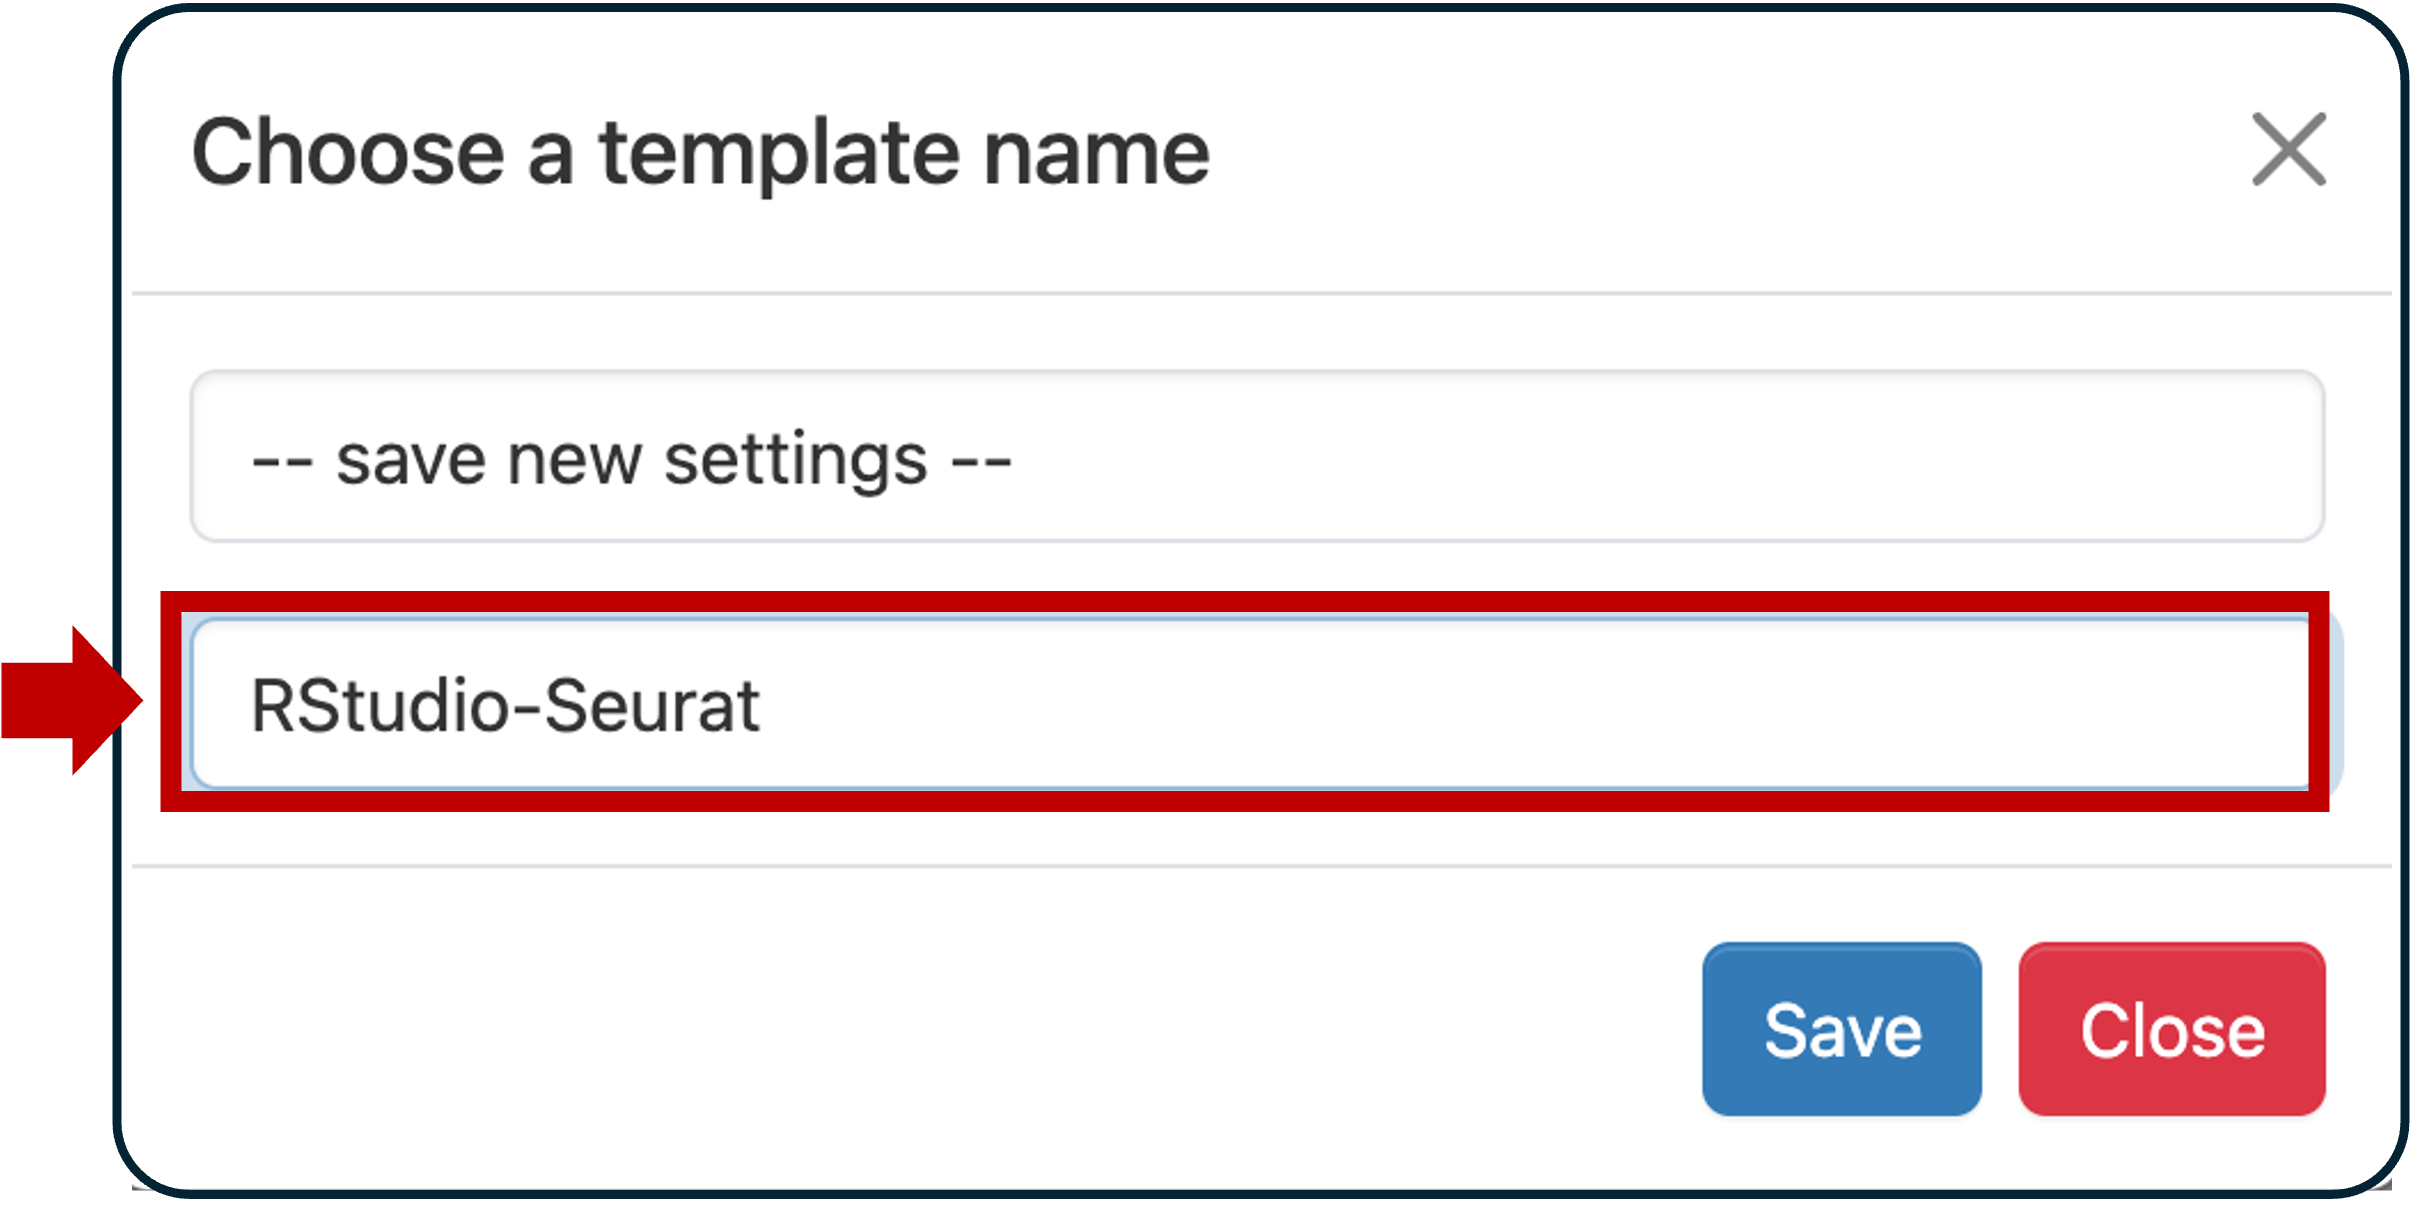 Choose a template name
-- save new settings --
RStudio-Seurat
Save Close